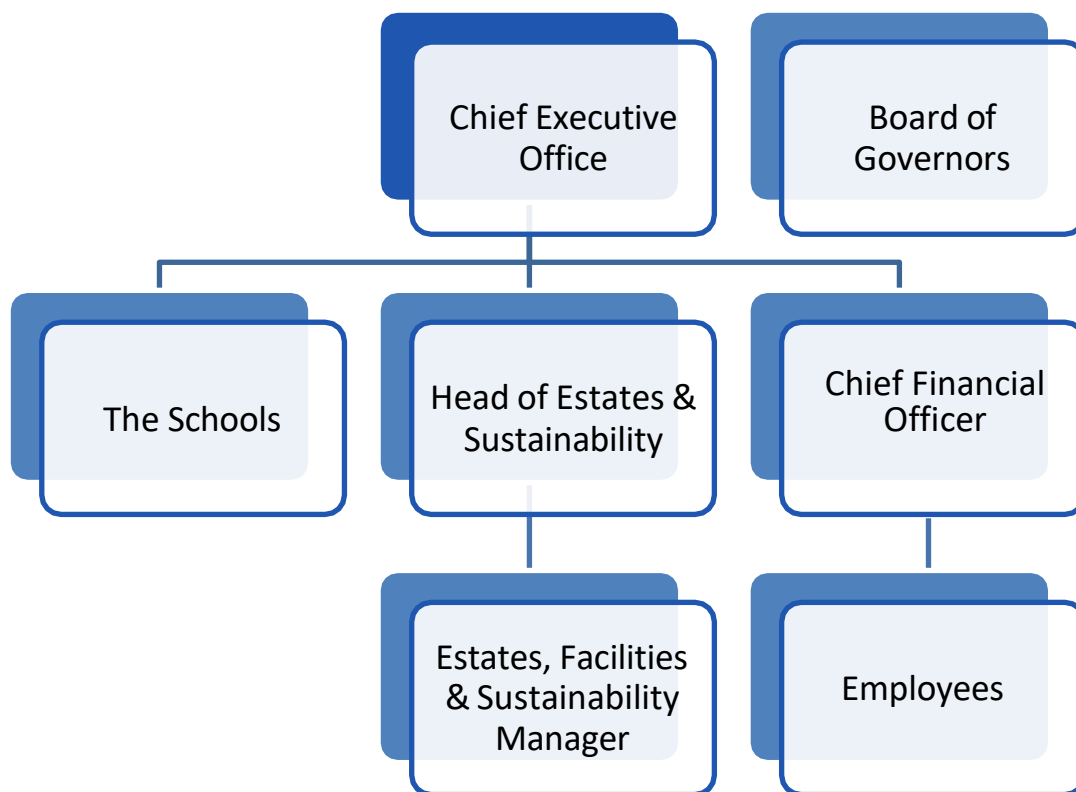 Chief Executive
Office
Board of
Governors
The Schools
Head of Estates &
Sustainability
Chief Financial
Officer
Estates, Facilities
& Sustainability
Manager
Employees